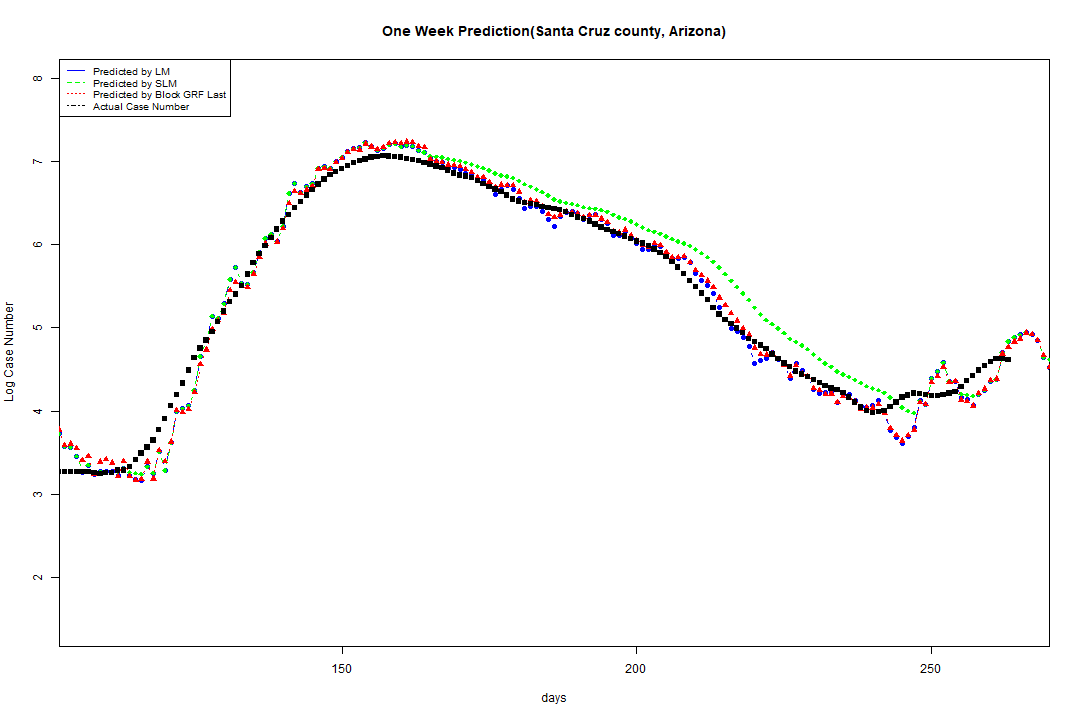 One Week Prediction(Santa Cruz county, Arizona)
Predicted by LM
Predicted by SLM
Predicted by Block GRF Last
Actual Case Number
8
7
6
5
4
3
2
Log Case Number
150
200
250
days